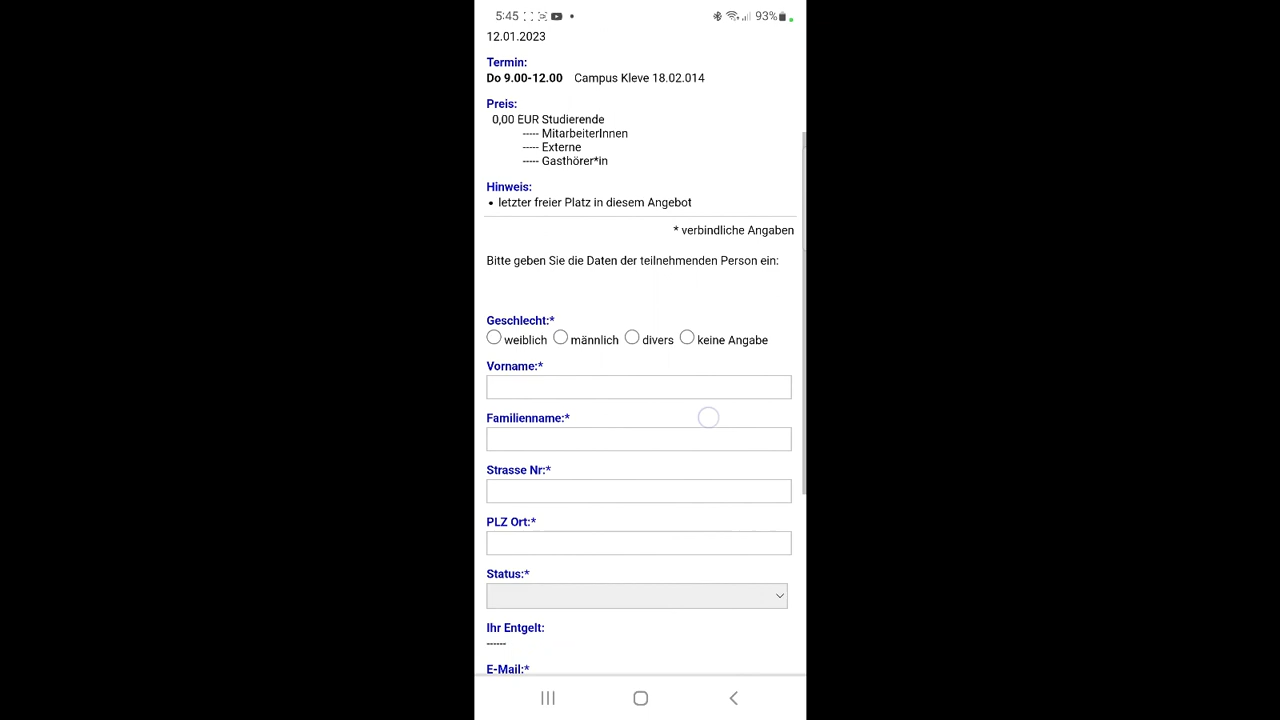 5:45 93%
12.01.2023
Termin:
Do 9.00-12.00 Campus Kleve 18.02.014
Preis:
0,00 EUR Studierende
----- MitarbeiterInnen
----- Externe
----- Gasthörer*in
Hinweis:
• letzter freier Platz in diesem Angebot
* verbindliche Angaben
Bitte geben Sie die Daten der teilnehmenden Person ein:
Geschlecht:*
weiblich männlich divers keine Angabe
Vorname:*
Familienname:*
Strasse Nr:*
PLZ Ort:*
Status:*
Ihr Entgelt:
------
E-Mail:*